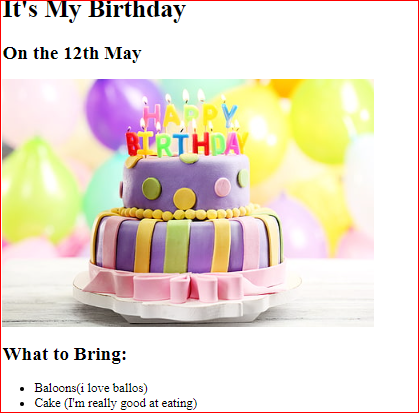 It's My Birthday
On the 12th May
HAPPY
BIRTHDAY
What to Bring:
Baloons(i love ballos)
Cake (I'm really good at eating)